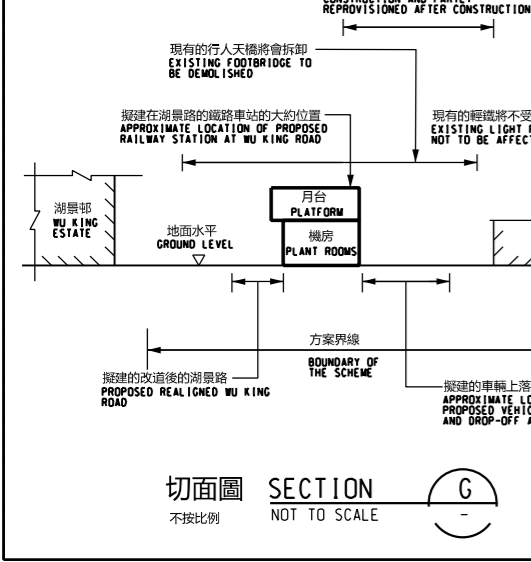 CONSTRUCTION AND PARTLY
REPROVISIONED AFTER CONSTRUCTION
現有的行人天橋將會拆卸
EXISTING FOOTBRIDGE TO
BE DEMOLISHED
擬建在湖景路的鐵路車站的大約位置
APPROXIMATE LOCATION OF PROPOSED
RAILWAY STATION AT WU KING ROAD
現有的輕鐵將不受
EXISTING LIGHT
NOT TO BE AFFECT
月台
PLATFORM
湖景邨
WU KING
ESTATE
地面水平
GROUND LEVEL
機房
PLANT ROOMS
方案界線
BOUNDARY OF
THE SCHEME
擬建的改道後的湖景路
PROPOSED REALIGNED WU KING
ROAD
擬建的車輛上落
APPROXIMATE LO
PROPOSED VEHIC
AND DROP-OFF A
切面圖 SECTION G
不按比例 NOT TO SCALE -